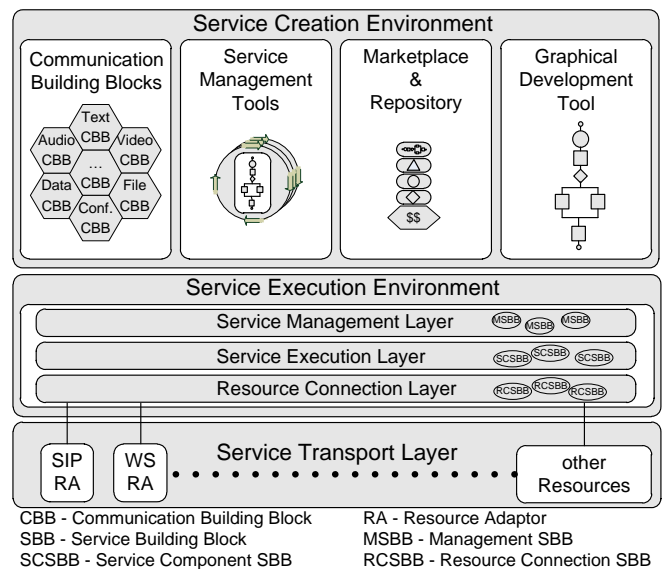 Service Creation Environment
Communication
Building Blocks
Text
CBB
Audio
CBB
Video
CBB
...
CBB
Data
CBB
File
CBB
Conf.
CBB
Service
Management
Tools
Marketplace
&
Repository
$$
Graphical
Development
Tool
Service Execution Environment
Service Management Layer
MSBB
MSBB
MSBB
Service Execution Layer
SCSBB
SCSBB
SCSBB
Resource Connection Layer
RCSBB
RCSBB
RCSBB
Service Transport Layer
SIP
RA
WS
RA
other
Resources
CBB - Communication Building Block
SBB - Service Building Block
SCSBB - Service Component SBB
RA - Resource Adaptor
MSBB - Management SBB
RCSBB - Resource Connection SBB